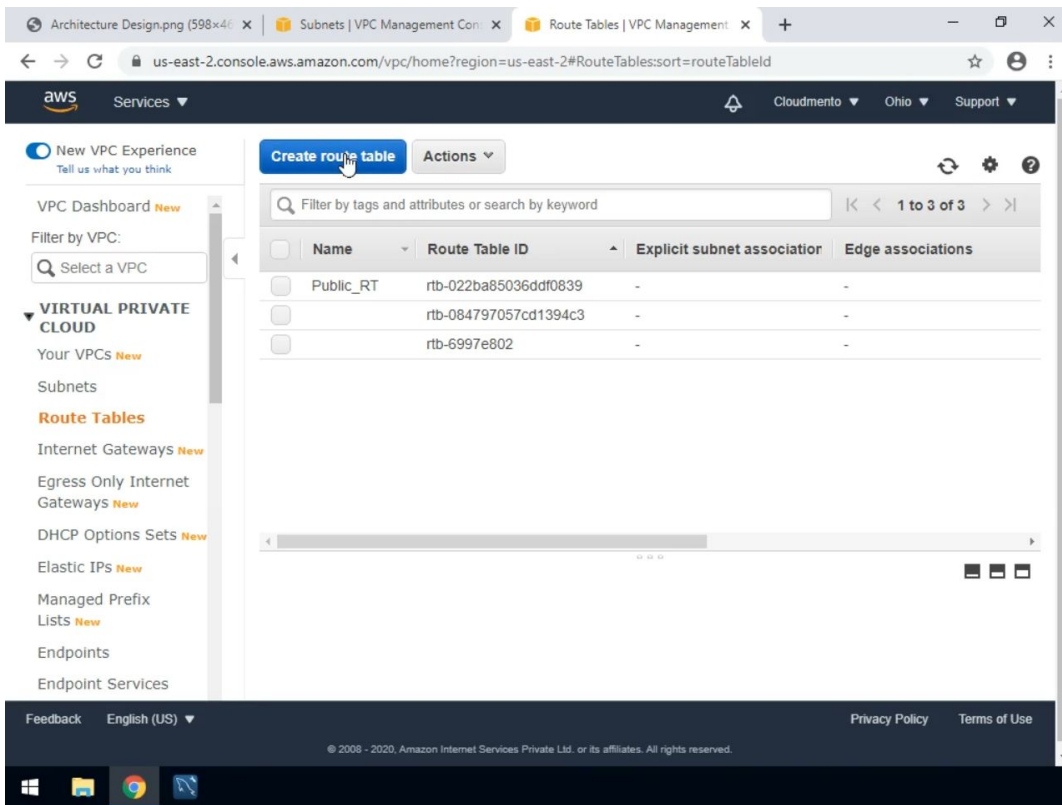 Architecture Design.png (598×46
Subnets | VPC Management Con
Route Tables | VPC Management
us-east-2.console.aws.amazon.com/vpc/home?region=us-east-2#RouteTables:sort=routeTableId
aws
Services
Cloudmento
Ohio
Support
New VPC Experience
Tell us what you think
Create route table
Actions
VPC Dashboard New
Filter by tags and attributes or search by keyword
1 to 3 of 3
Filter by VPC:
Select a VPC
Name
Route Table ID
Explicit subnet association
Edge associations
Public_RT rtb-022ba85036ddf0839 - -
rtb-084797057cd1394c3 - -
rtb-6997e802 - -
VIRTUAL PRIVATE
CLOUD
Your VPCs New
Subnets
Route Tables
Internet Gateways New
Egress Only Internet
Gateways New
DHCP Options Sets New
Elastic IPs New
Managed Prefix
Lists New
Endpoints
Endpoint Services
Feedback
English (US)
Privacy Policy
Terms of Use
© 2008 - 2020, Amazon Internet Services Private Ltd. or its affiliates. All rights reserved.